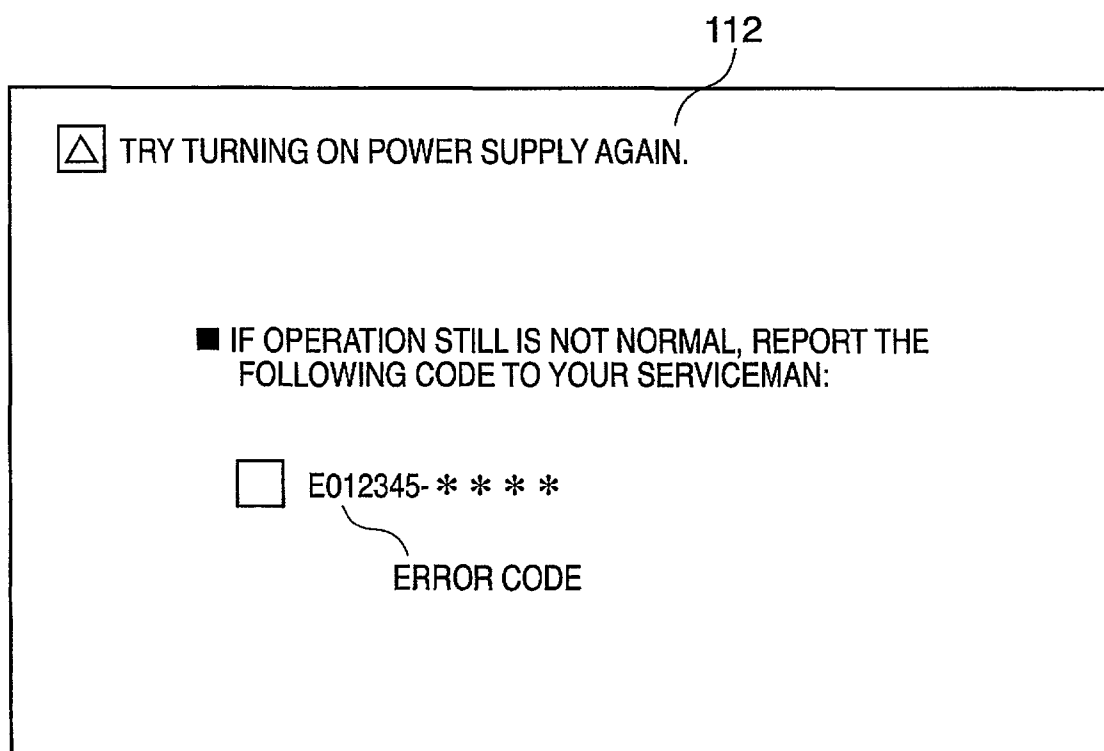 112
TRY TURNING ON POWER SUPPLY AGAIN.
■ IF OPERATION STILL IS NOT NORMAL, REPORT THE
FOLLOWING CODE TO YOUR SERVICEMAN:
E012345-＊＊＊＊
ERROR CODE